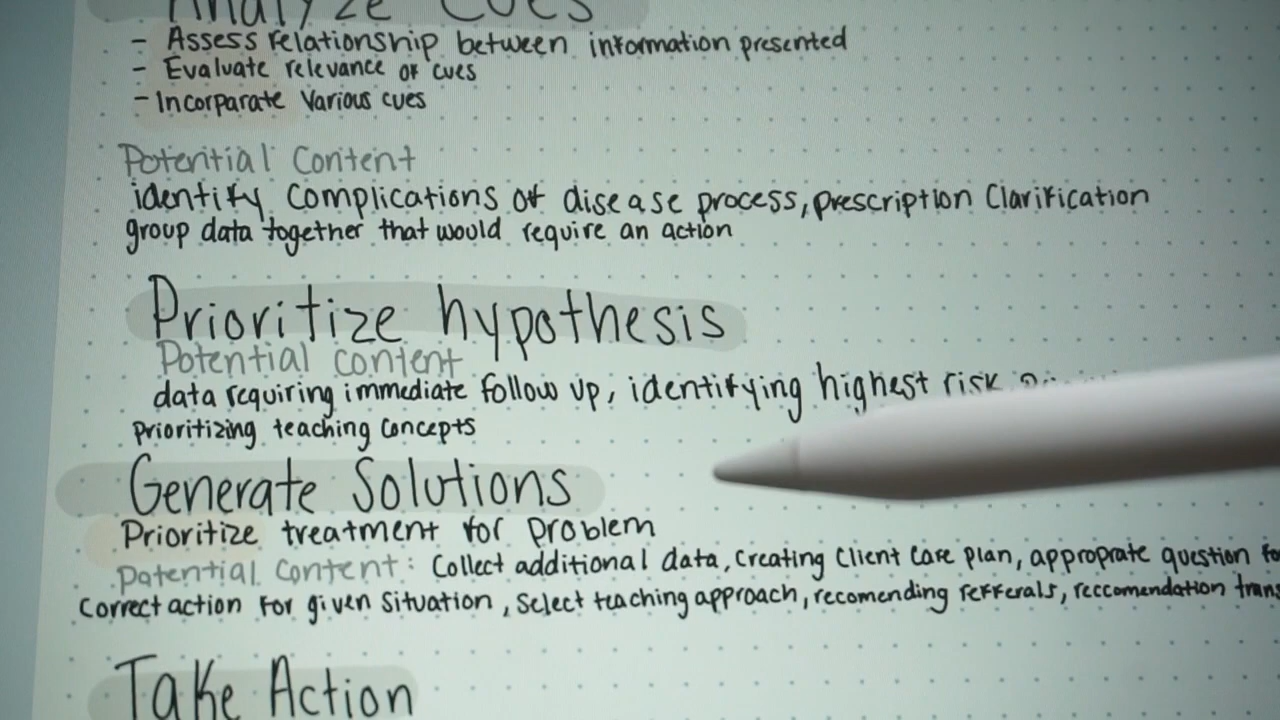 Analyze Cues
- Assess relationship between information presented
- Evaluate relevance of cues
- Incorparate Various cues
Potential Content
identify complications of disease process, prescription Clarification
group data together that would require an action
Prioritize hypothesis
Potential content
data requiring immediate follow up, identifying highest risk
Prioritizing teaching concepts
Generate Solutions
Prioritize treatment for problem
Potential Content: Collect additional data, Creating Client Care plan, approprate question
Correct action for given situation, Select teaching approach, recomending refferals, reccomendation
Take Action